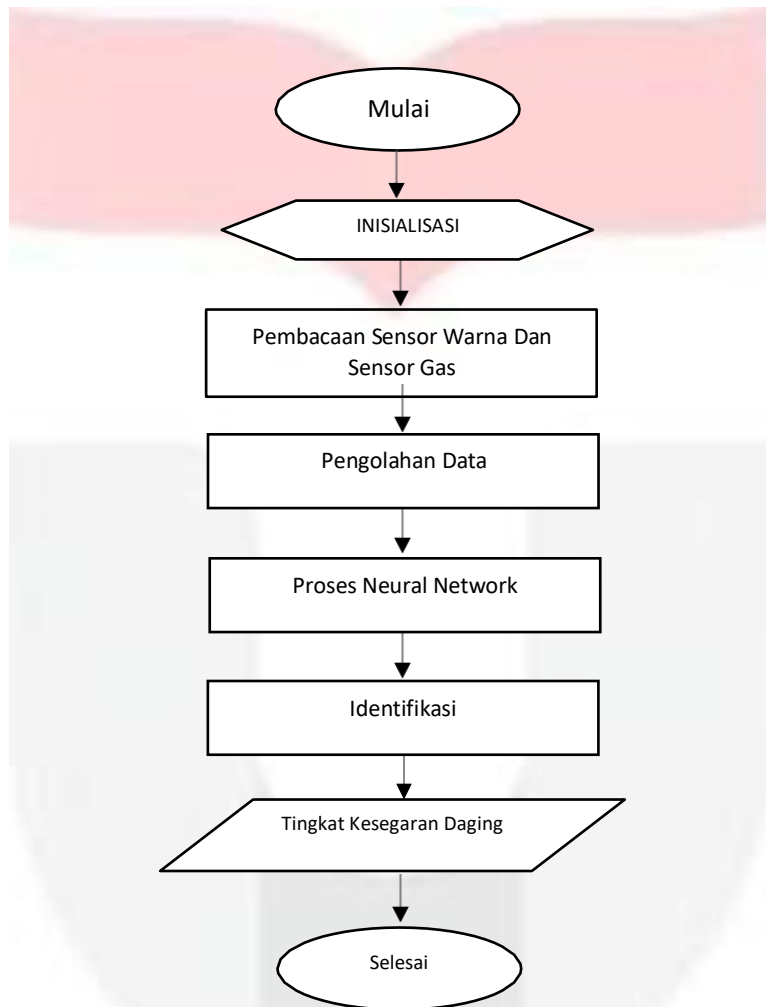 Mulai
INISIALISASI
Pembacaan Sensor Warna Dan
Sensor Gas
Pengolahan Data
Proses Neural Network
Identifikasi
Tingkat Kesegaran Daging
Selesai